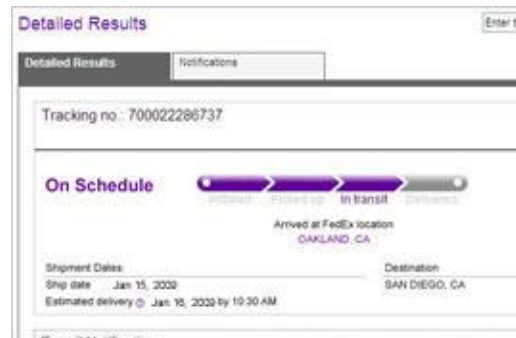 Detailed Results
Enter t
Detailed Results
Notifications
Tracking no.: 700022286737
On Schedule
Initiated Picked up In transit Delivered
Arrived at FedEx location
OAKLAND, CA
Shipment Dates
Destination
Ship date Jan 15, 2009
SAN DIEGO, CA
Estimated delivery Jan 16, 2009 by 10:30 AM